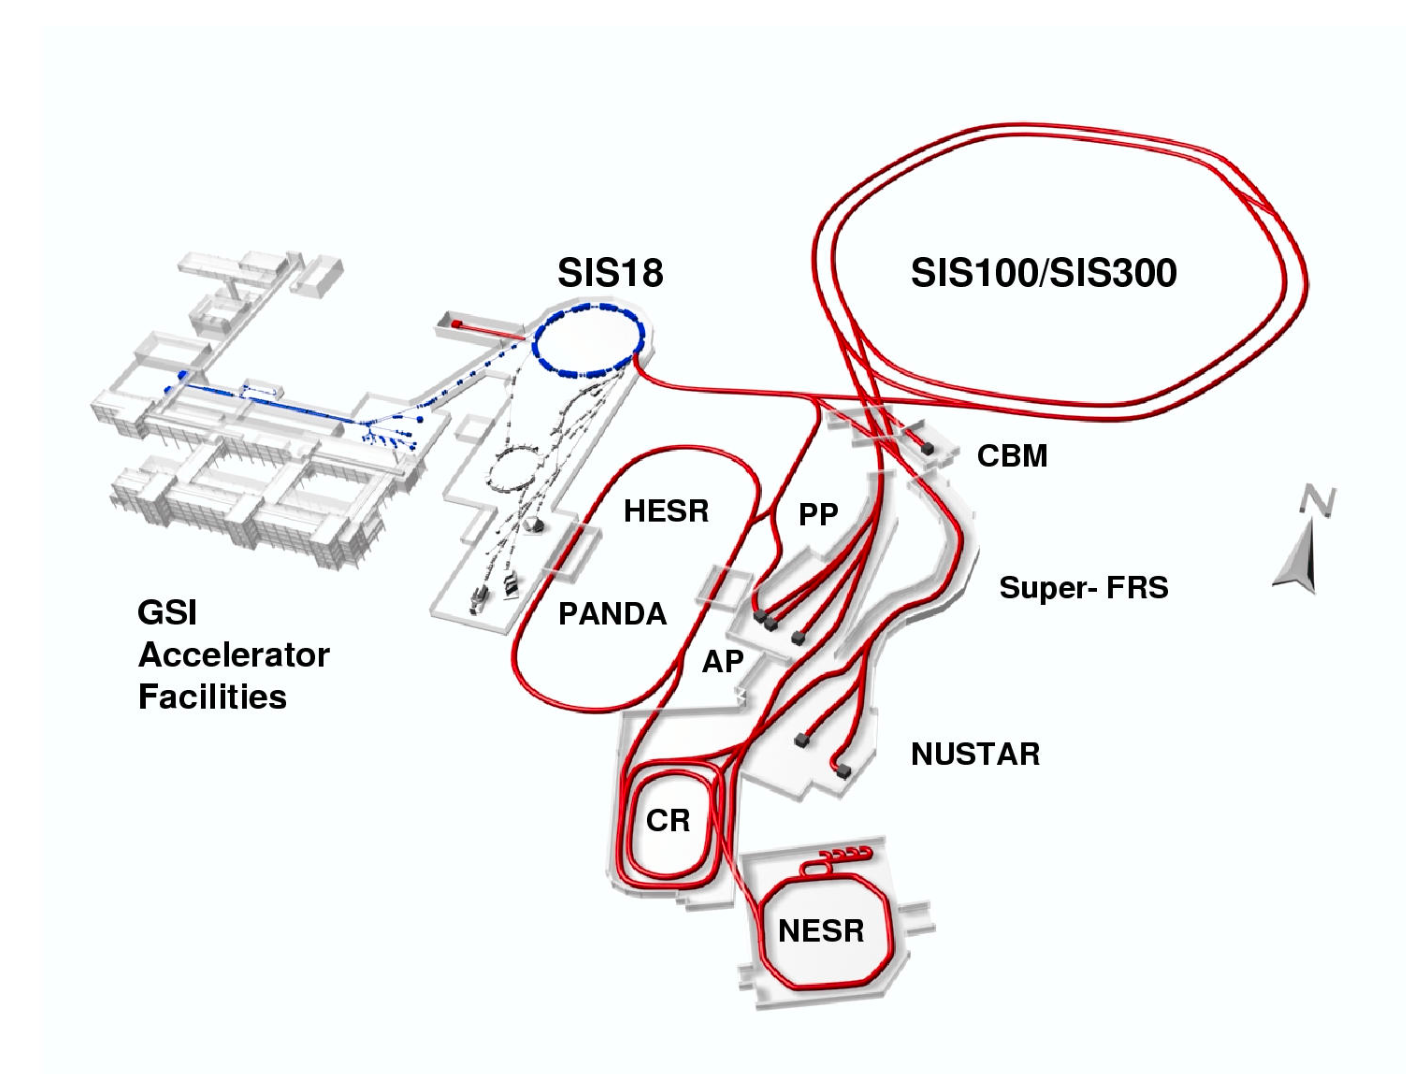 SIS18
SIS100/SIS300
CBM
HESR
PP
N
Super- FRS
PANDA
GSI
Accelerator
Facilities
AP
NUSTAR
CR
NESR